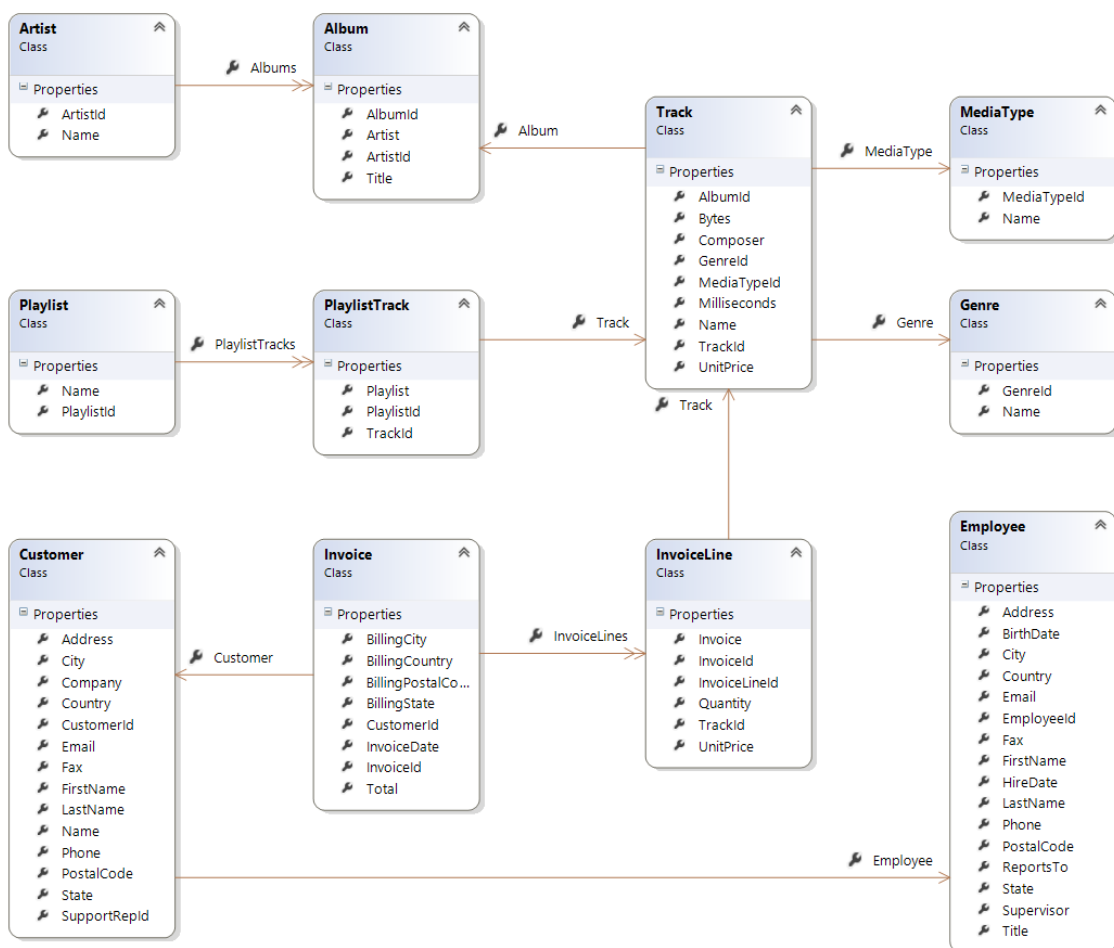 Artist
Class
Properties
ArtistId
Name
Albums
Album
Class
Properties
AlbumId
Artist
ArtistId
Title
Album
Track
Class
Properties
AlbumId
Bytes
Composer
GenreId
MediaTypeId
Milliseconds
Name
TrackId
UnitPrice
MediaType
MediaType
Class
Properties
MediaTypeId
Name
Playlist
Class
Properties
Name
PlaylistId
PlaylistTracks
PlaylistTrack
Class
Properties
Playlist
PlaylistId
TrackId
Track
Genre
Genre
Class
Properties
GenreId
Name
Track
Customer
Class
Properties
Address
City
Company
Country
CustomerId
Email
Fax
FirstName
LastName
Name
Phone
PostalCode
State
SupportRepId
Customer
Invoice
Class
Properties
BillingCity
BillingCountry
BillingPostalCo...
BillingState
CustomerId
InvoiceDate
InvoiceId
Total
InvoiceLines
InvoiceLine
Class
Properties
Invoice
InvoiceId
InvoiceLineId
Quantity
TrackId
UnitPrice
Employee
Employee
Class
Properties
Address
BirthDate
City
Country
Email
EmployeeId
Fax
FirstName
HireDate
LastName
Phone
PostalCode
ReportsTo
State
Supervisor
Title